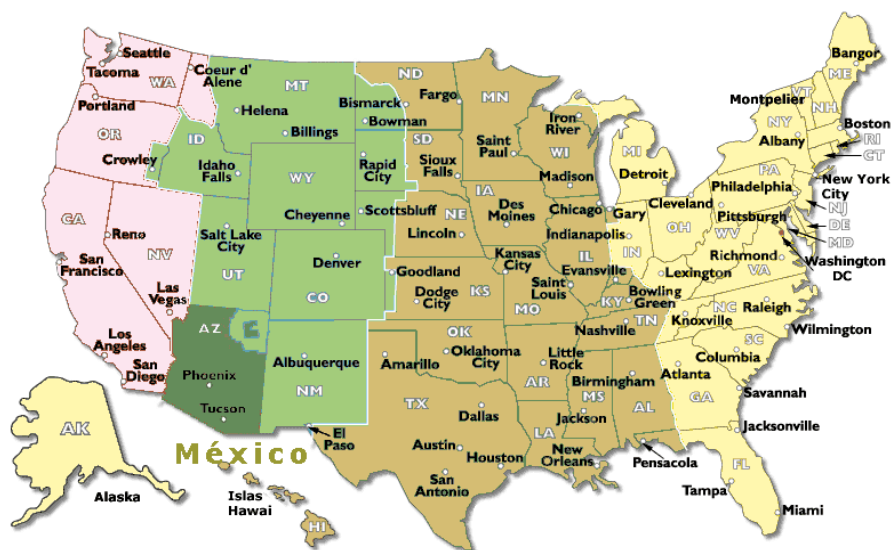 Seattle
Tacoma
WA
Coeur d'
Alene
Portland
OR
Crowley
ID
Idaho
Falls
MT
Helena
Billings
Bismarck
Bowman
ND
Fargo
SD
Rapid
City
Sioux
Falls
MN
Saint
Paul
WI
Iron
River
Madison
MI
Detroit
Bangor
ME
VT
Montpelier
NH
NY
Albany
Boston
RI
CT
New York
City
PA
Philadelphia
Pittsburgh
NJ
DE
MD
Washington
DC
Cleveland
OH
WV
Richmond
VA
CA
Reno
NV
San
Francisco
Las
Vegas
Los
Angeles
San
Diego
Salt Lake
City
UT
WY
Cheyenne
Scottsbluff
NE
Lincoln
IA
Des
Moines
Chicago
Gary
Indianapolis
IL
IN
Denver
CO
Goodland
Dodge
City
KS
Kansas
City
MO
Saint
Louis
Evansville
KY
Bowling
Green
Lexington
AZ
Phoenix
Tucson
Albuquerque
NM
El
Paso
OK
Amarillo
Oklahoma
City
TX
Dallas
Austin
San
Antonio
Houston
AR
Little
Rock
LA
New
Orleans
MS
Jackson
Nashville
TN
Knoxville
Birmingham
AL
Pensacola
NC
Raleigh
Wilmington
SC
Columbia
Atlanta
GA
Savannah
Jacksonville
FL
Tampa
Miami
México
AK
Alaska
Islas
Hawai
HI